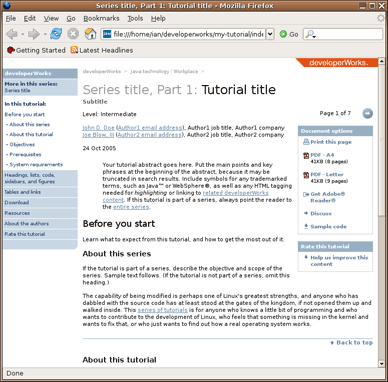 Series title, Part 1: Tutorial title - Mozilla Firefox
File Edit View Go Bookmarks Tools Help
file:///home/ian/developerworks/my-tutorial/inde
Go
Getting Started Latest Headlines
developerWorks.
developerWorks
More in this series:
Series title
In this tutorial:
Before you start
- About this series
- About this tutorial
- Objectives
- Prerequisites
- System requirements
Headings, lists, code,
sidebars, and figures
Tables and links
Download
Resources
About the authors
Rate this tutorial
developerWorks > Java technology | Workplace >
Series title, Part 1: Tutorial title
Subtitle
Level: Intermediate
Page 1 of 7
John D. Doe (Author1 email address), Author1 job title, Author1 company
Joe Blow, III (Author2 email address), Author2 job title, Author2 company
24 Oct 2005
Your tutorial abstract goes here. Put the main points and key
phrases at the beginning of the abstract, because it may be
truncated in search results. Include symbols for any trademarked
terms, such as Java™ or WebSphere®, as well as any HTML tagging
needed for highlighting or linking to related developerWorks
content. If this tutorial is part of a series, always point the reader to
the entire series.
Document options
Print this page
PDF - A4
41KB (8 pages)
PDF - Letter
41KB (9 pages)
Get Adobe®
Reader®
Discuss
Sample code
Rate this tutorial
Help us improve this
content
Before you start
Learn what to expect from this tutorial, and how to get the most out of it.
About this series
If the tutorial is part of a series, describe the objective and scope of the
series. Sample text follows. (If the tutorial is not part of a series, omit this
heading.)
The capability of being modified is perhaps one of Linux's greatest strengths, and anyone who has
dabbled with the source code has at least stood at the gates of the kingdom, if not opened them up and
walked inside. This series of tutorials is for anyone who knows a little bit of programming and who
wants to contribute to the development of Linux, who feels that something is missing in the kernel and
wants to fix that, or who just wants to find out how a real operating system works.
Back to top
About this tutorial
Done